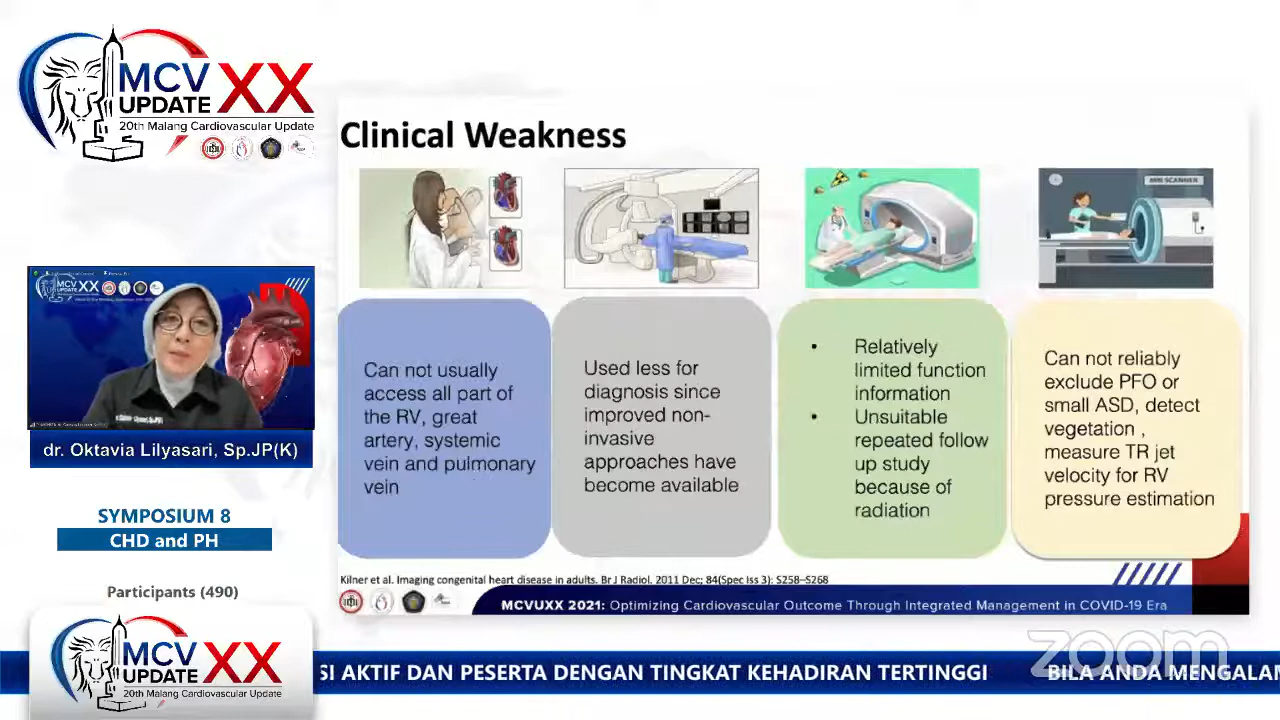 MCV
UPDATE
XX
20th Malang Cardiovascular Update
Clinical Weakness
MRI SCANNER
Can not usually
access all part of
the RV, great
artery, systemic
vein and pulmonary
vein
Used less for
diagnosis since
improved non-
invasive
approaches have
become available
• Relatively
limited function
information
• Unsuitable
repeated follow
up study
because of
radiation
Can not reliably
exclude PFO or
small ASD, detect
vegetation ,
measure TR jet
velocity for RV
pressure estimation
MCV
UPDATE
XX
dr. Oktavia Lilyasari, Sp.JP(K)
SYMPOSIUM 8
CHD and PH
Participants (490)
Kilner et al. Imaging congenital heart disease in adults. Br J Radiol. 2011 Dec; 84(Spec Iss 3): S258–S268
MCVUXX 2021: Optimizing Cardiovascular Outcome Through Integrated Management in COVID-19 Era
zoom
MCV
UPDATE
XX
20th Malang Cardiovascular Update
SI AKTIF DAN PESERTA DENGAN TINGKAT KEHADIRAN TERTINGGI
BILA ANDA MENGALAM